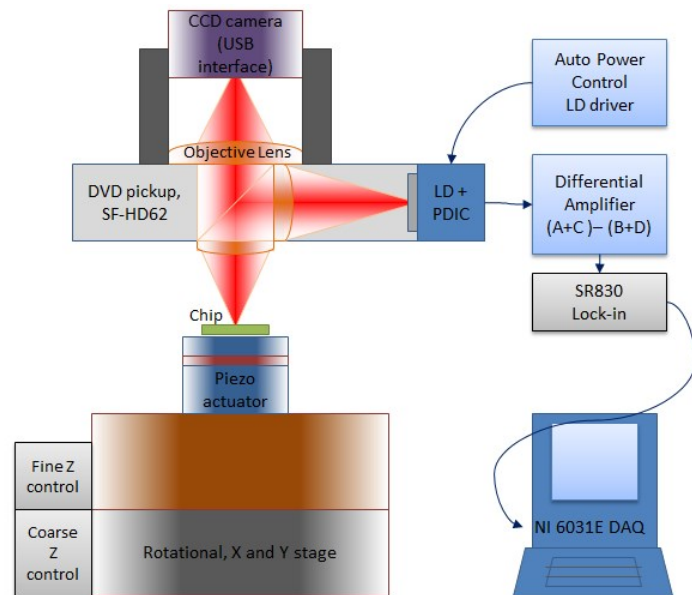 CCD camera
(USB
interface)
Auto Power
Control
LD driver
Objective Lens
DVD pickup,
SF-HD62
LD +
PDIC
Differential
Amplifier
(A+C )– (B+D)
SR830
Lock-in
Chip
Piezo
actuator
Fine Z
control
Coarse
Z
control
Rotational, X and Y stage
NI 6031E DAQ